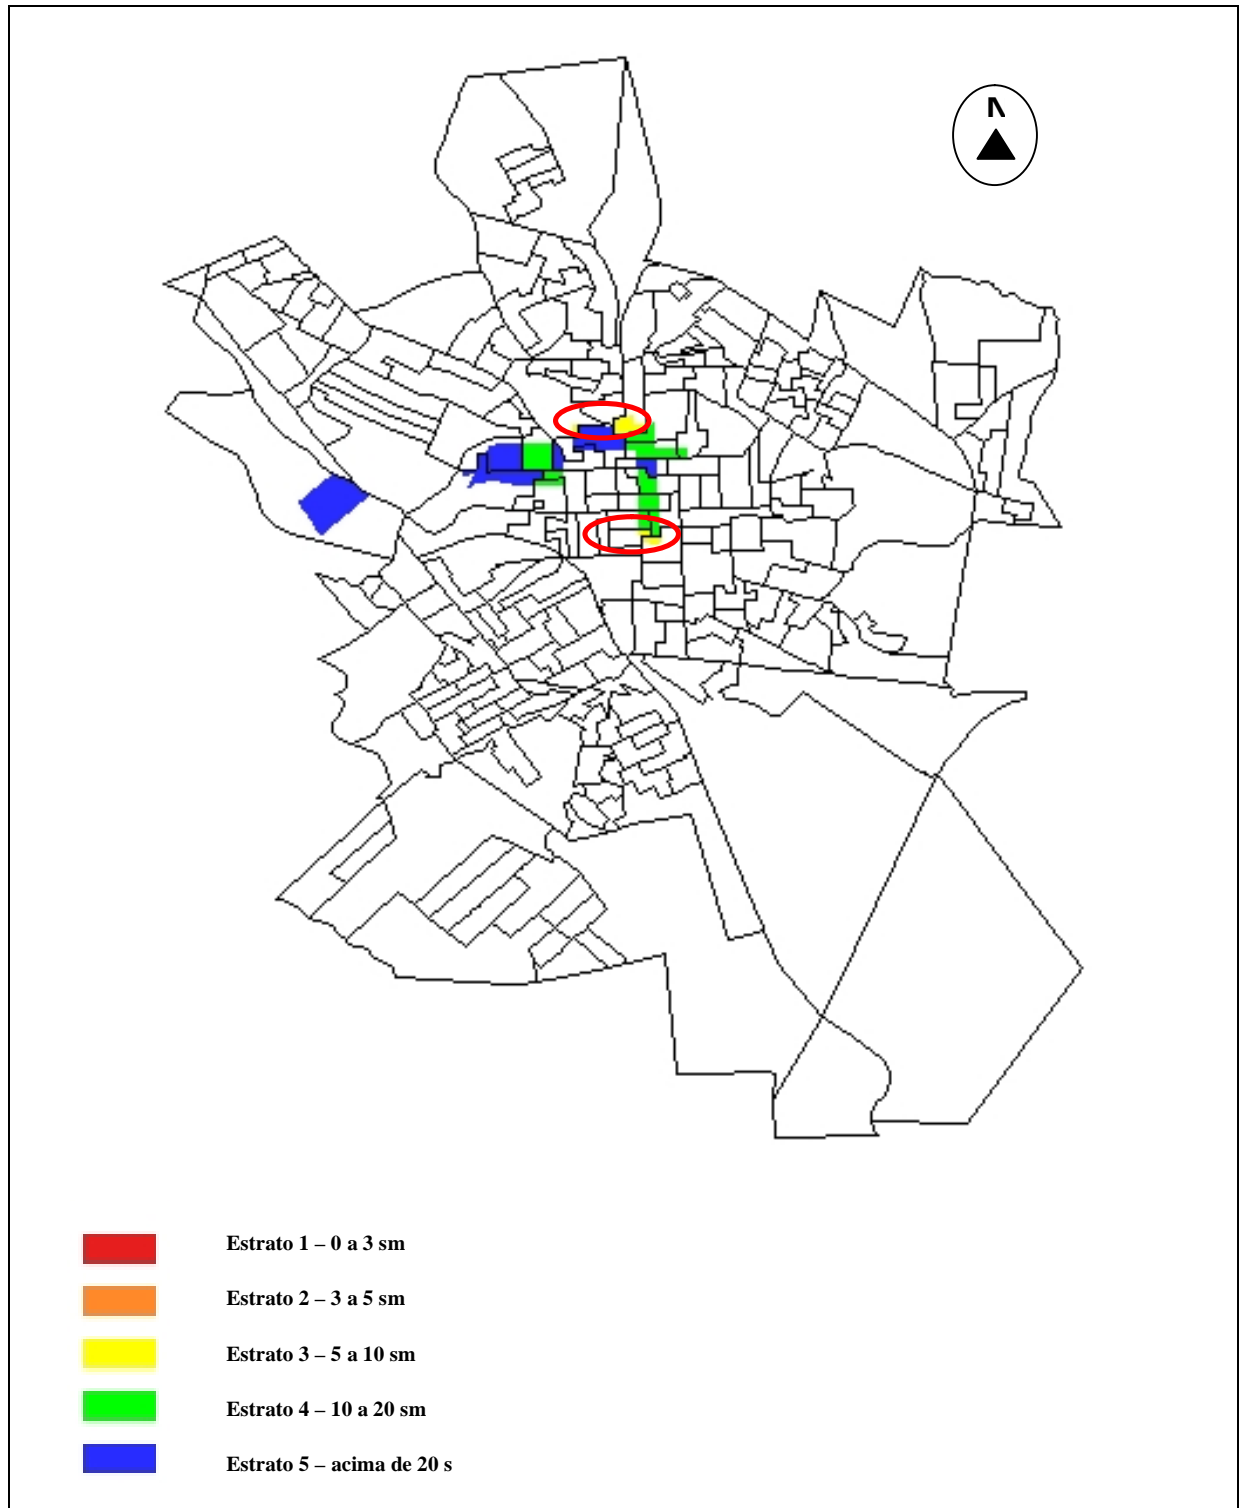 N
Estrato 1 – 0 a 3 sm
Estrato 2 – 3 a 5 sm
Estrato 3 – 5 a 10 sm
Estrato 4 – 10 a 20 sm
Estrato 5 – acima de 20 s